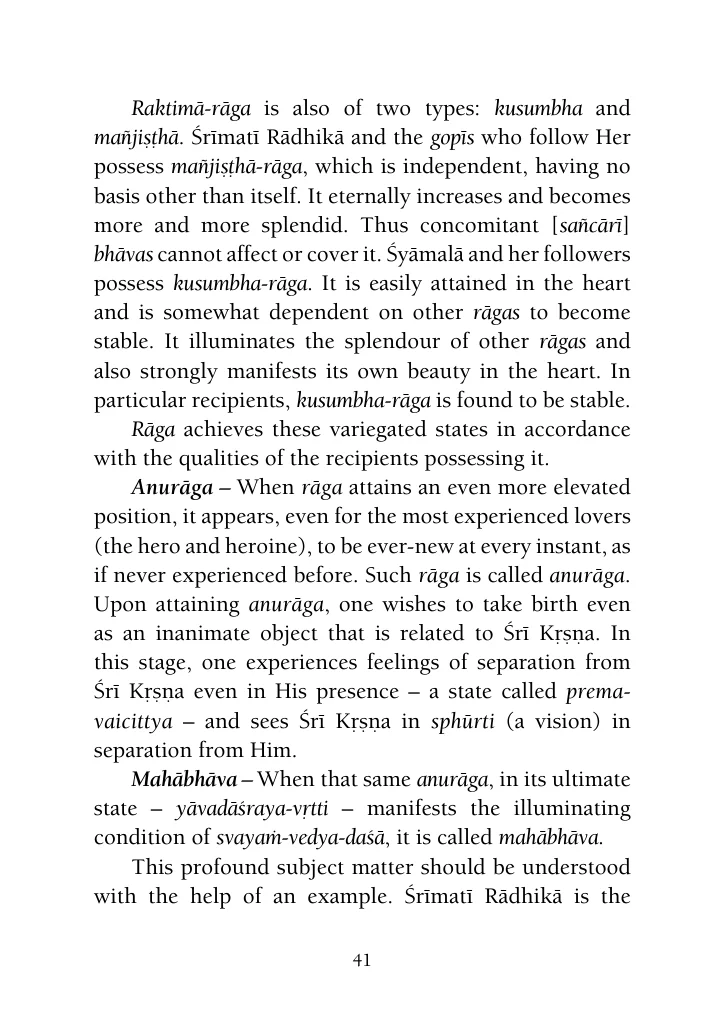 Raktimā-rāga is also of two types: kusumbha and
mañjiṣṭhā. Śrīmatī Rādhikā and the gopīs who follow Her
possess mañjiṣṭhā-rāga, which is independent, having no
basis other than itself. It eternally increases and becomes
more and more splendid. Thus concomitant [sañcārī]
bhāvas cannot affect or cover it. Śyāmalā and her followers
possess kusumbha-rāga. It is easily attained in the heart
and is somewhat dependent on other rāgas to become
stable. It illuminates the splendour of other rāgas and
also strongly manifests its own beauty in the heart. In
particular recipients, kusumbha-rāga is found to be stable.
Rāga achieves these variegated states in accordance
with the qualities of the recipients possessing it.
Anurāga – When rāga attains an even more elevated
position, it appears, even for the most experienced lovers
(the hero and heroine), to be ever-new at every instant, as
if never experienced before. Such rāga is called anurāga.
Upon attaining anurāga, one wishes to take birth even
as an inanimate object that is related to Śrī Kṛṣṇa. In
this stage, one experiences feelings of separation from
Śrī Kṛṣṇa even in His presence – a state called prema-
vaicittya – and sees Śrī Kṛṣṇa in sphūrti (a vision) in
separation from Him.
Mahābhāva – When that same anurāga, in its ultimate
state – yāvadāśraya-vṛtti – manifests the illuminating
condition of svayaṁ-vedya-daśā, it is called mahābhāva.
This profound subject matter should be understood
with the help of an example. Śrīmatī Rādhikā is the
41